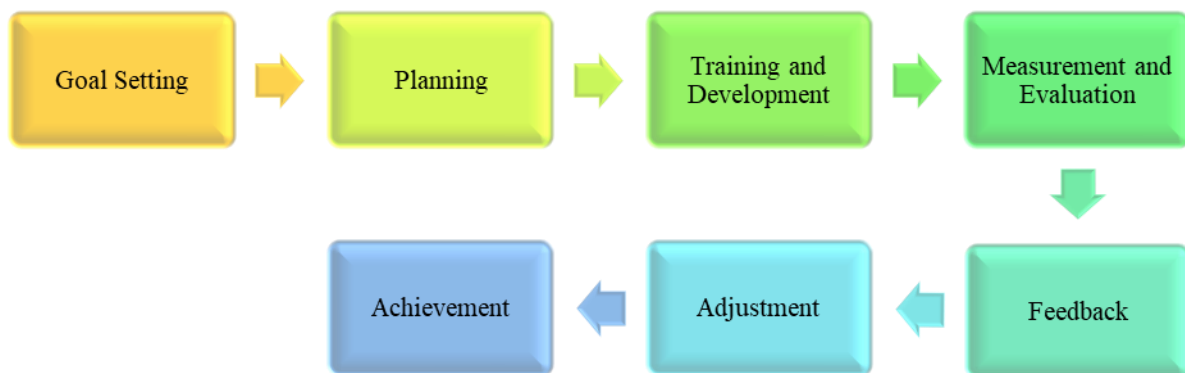 Goal Setting
Planning
Training and
Development
Measurement and
Evaluation
Feedback
Adjustment
Achievement